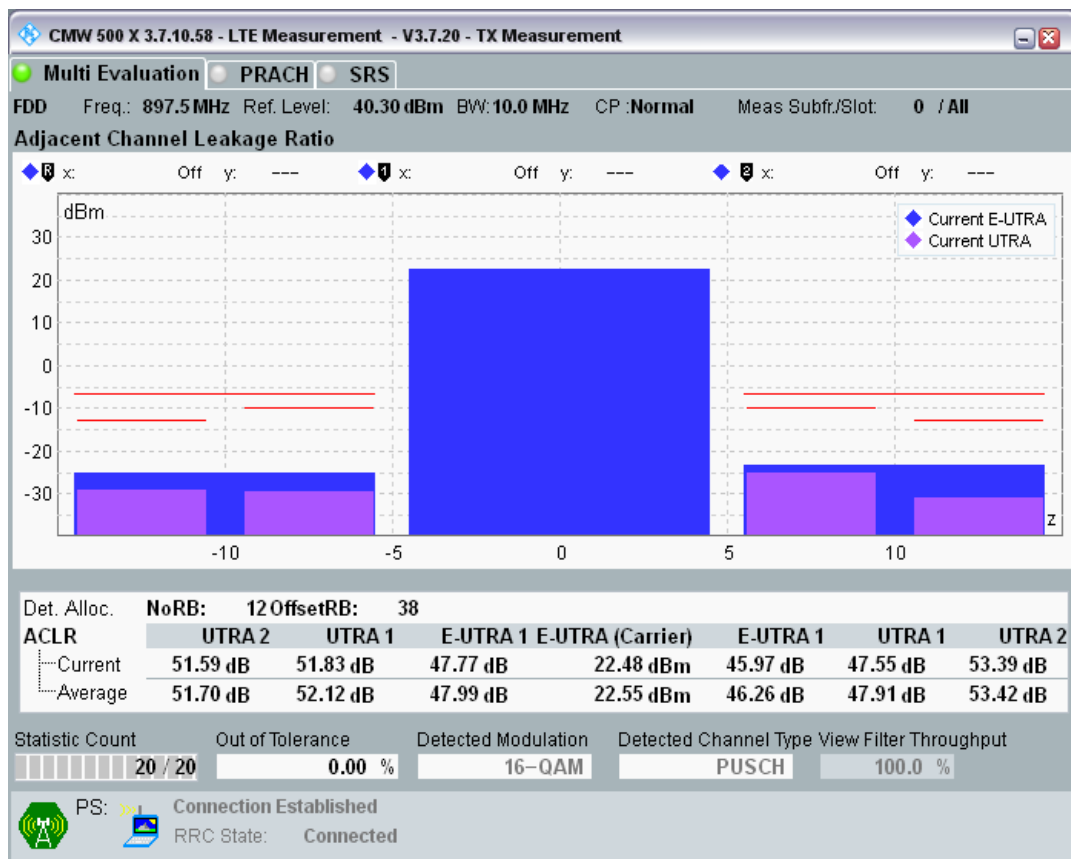 CMW 500 X 3.7.10.58 - LTE Measurement - V3.7.20 - TX Measurement
Multi Evaluation PRACH SRS
FDD Freq.: 897.5 MHz Ref. Level: 40.30 dBm BW: 10.0 MHz CP :Normal Meas Subfr./Slot: 0 / All
Adjacent Channel Leakage Ratio
R x: Off y: --- 1 x: Off y: --- 2 x: Off y: ---
dBm
Current E-UTRA
Current UTRA
30
20
10
0
-10
-20
-30
z
-10 -5 0 5 10
Det. Alloc. NoRB: 12 OffsetRB: 38
ACLR UTRA 2 UTRA 1 E-UTRA 1 E-UTRA (Carrier) E-UTRA 1 UTRA 1 UTRA 2
Current 51.59 dB 51.83 dB 47.77 dB 22.48 dBm 45.97 dB 47.55 dB 53.39 dB
Average 51.70 dB 52.12 dB 47.99 dB 22.55 dBm 46.26 dB 47.91 dB 53.42 dB
Statistic Count Out of Tolerance Detected Modulation Detected Channel Type View Filter Throughput
20 / 20 0.00 % 16-QAM PUSCH 100.0 %
PS: Connection Established
RRC State: Connected